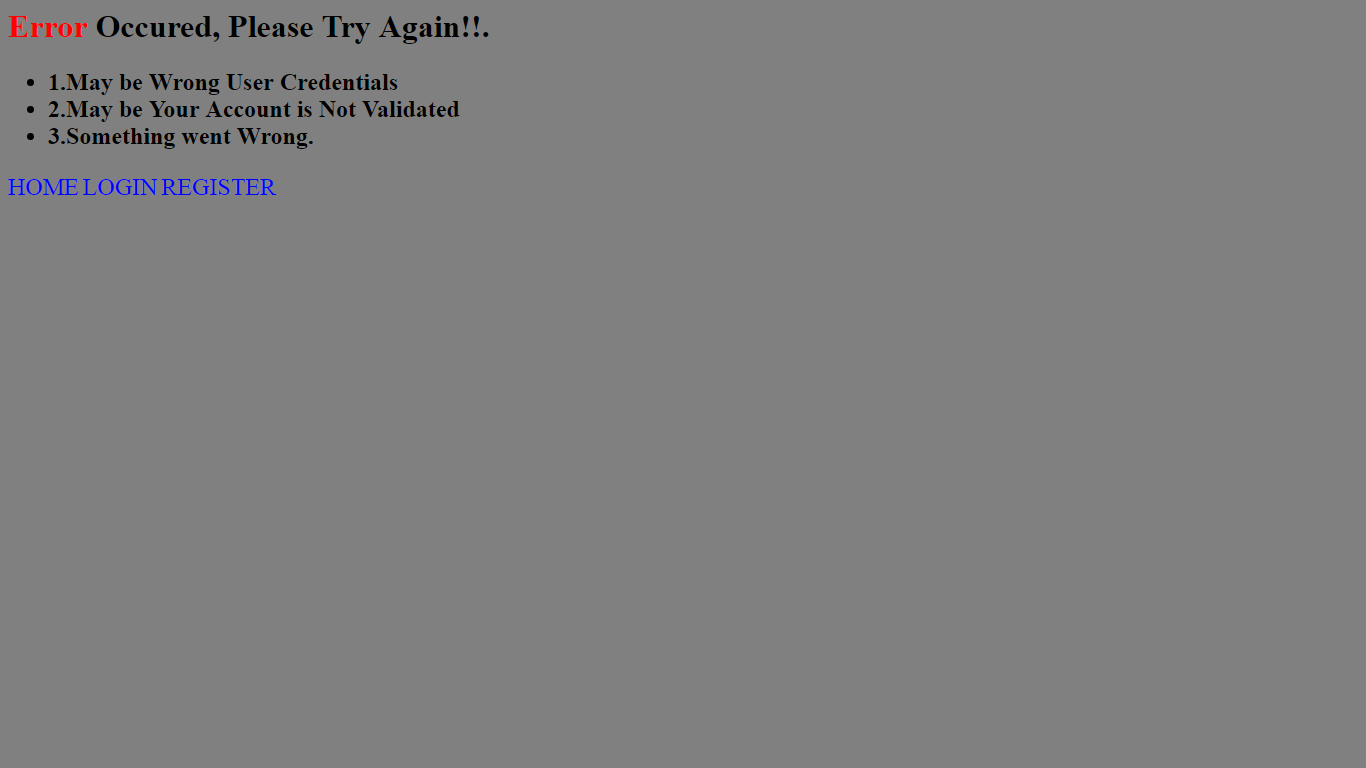 Error Occured, Please Try Again!!.
1.May be Wrong User Credentials
2.May be Your Account is Not Validated
3.Something went Wrong.
HOME LOGIN REGISTER